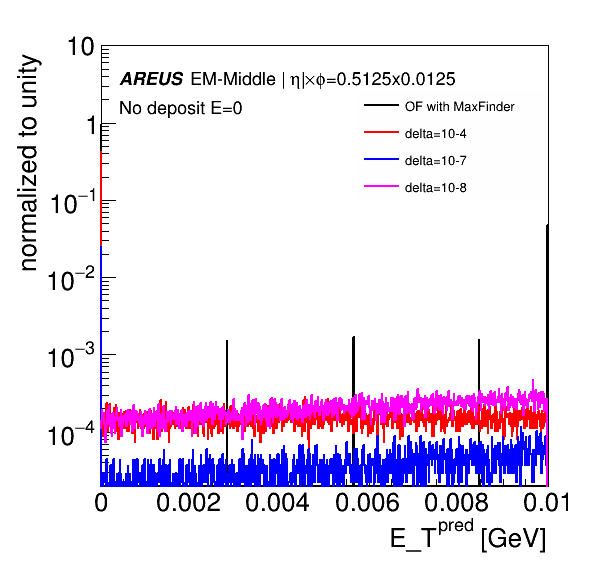 10
AREUS EM-Middle | η|×ϕ=0.5125x0.0125
No deposit E=0
OF with MaxFinder
delta=10-4
delta=10-7
delta=10-8
normalized to unity
1
10⁻¹
10⁻²
10⁻³
10⁻⁴
0 0.002 0.004 0.006 0.008 0.01
E_T^pred [GeV]